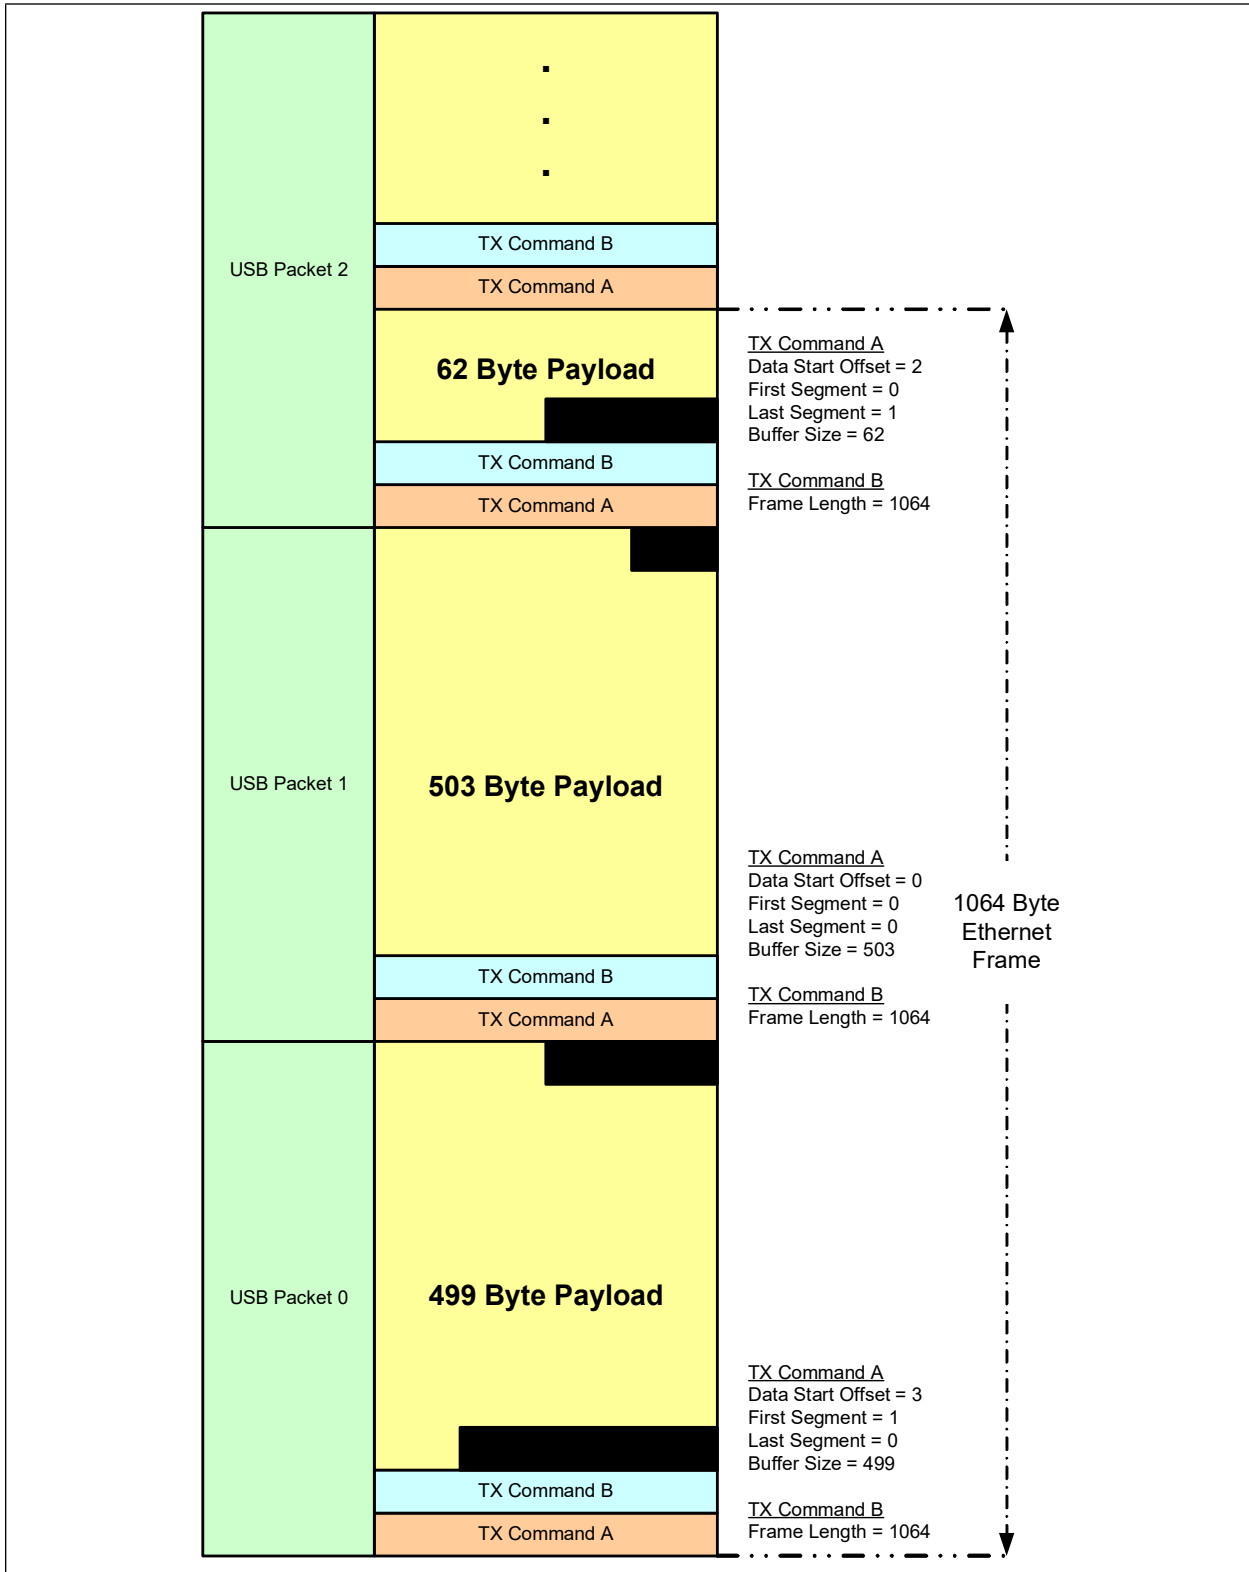 TX Command B
USB Packet 2
TX Command A
62 Byte Payload
TX Command A
Data Start Offset = 2
First Segment = 0
Last Segment = 1
Buffer Size = 62
TX Command B
TX Command B
Frame Length = 1064
TX Command A
USB Packet 1
503 Byte Payload
TX Command A
Data Start Offset = 0
First Segment = 0
Last Segment = 0
Buffer Size = 503
1064 Byte
Ethernet
Frame
TX Command B
TX Command B
Frame Length = 1064
TX Command A
USB Packet 0
499 Byte Payload
TX Command A
Data Start Offset = 3
First Segment = 1
Last Segment = 0
Buffer Size = 499
TX Command B
TX Command B
Frame Length = 1064
TX Command A